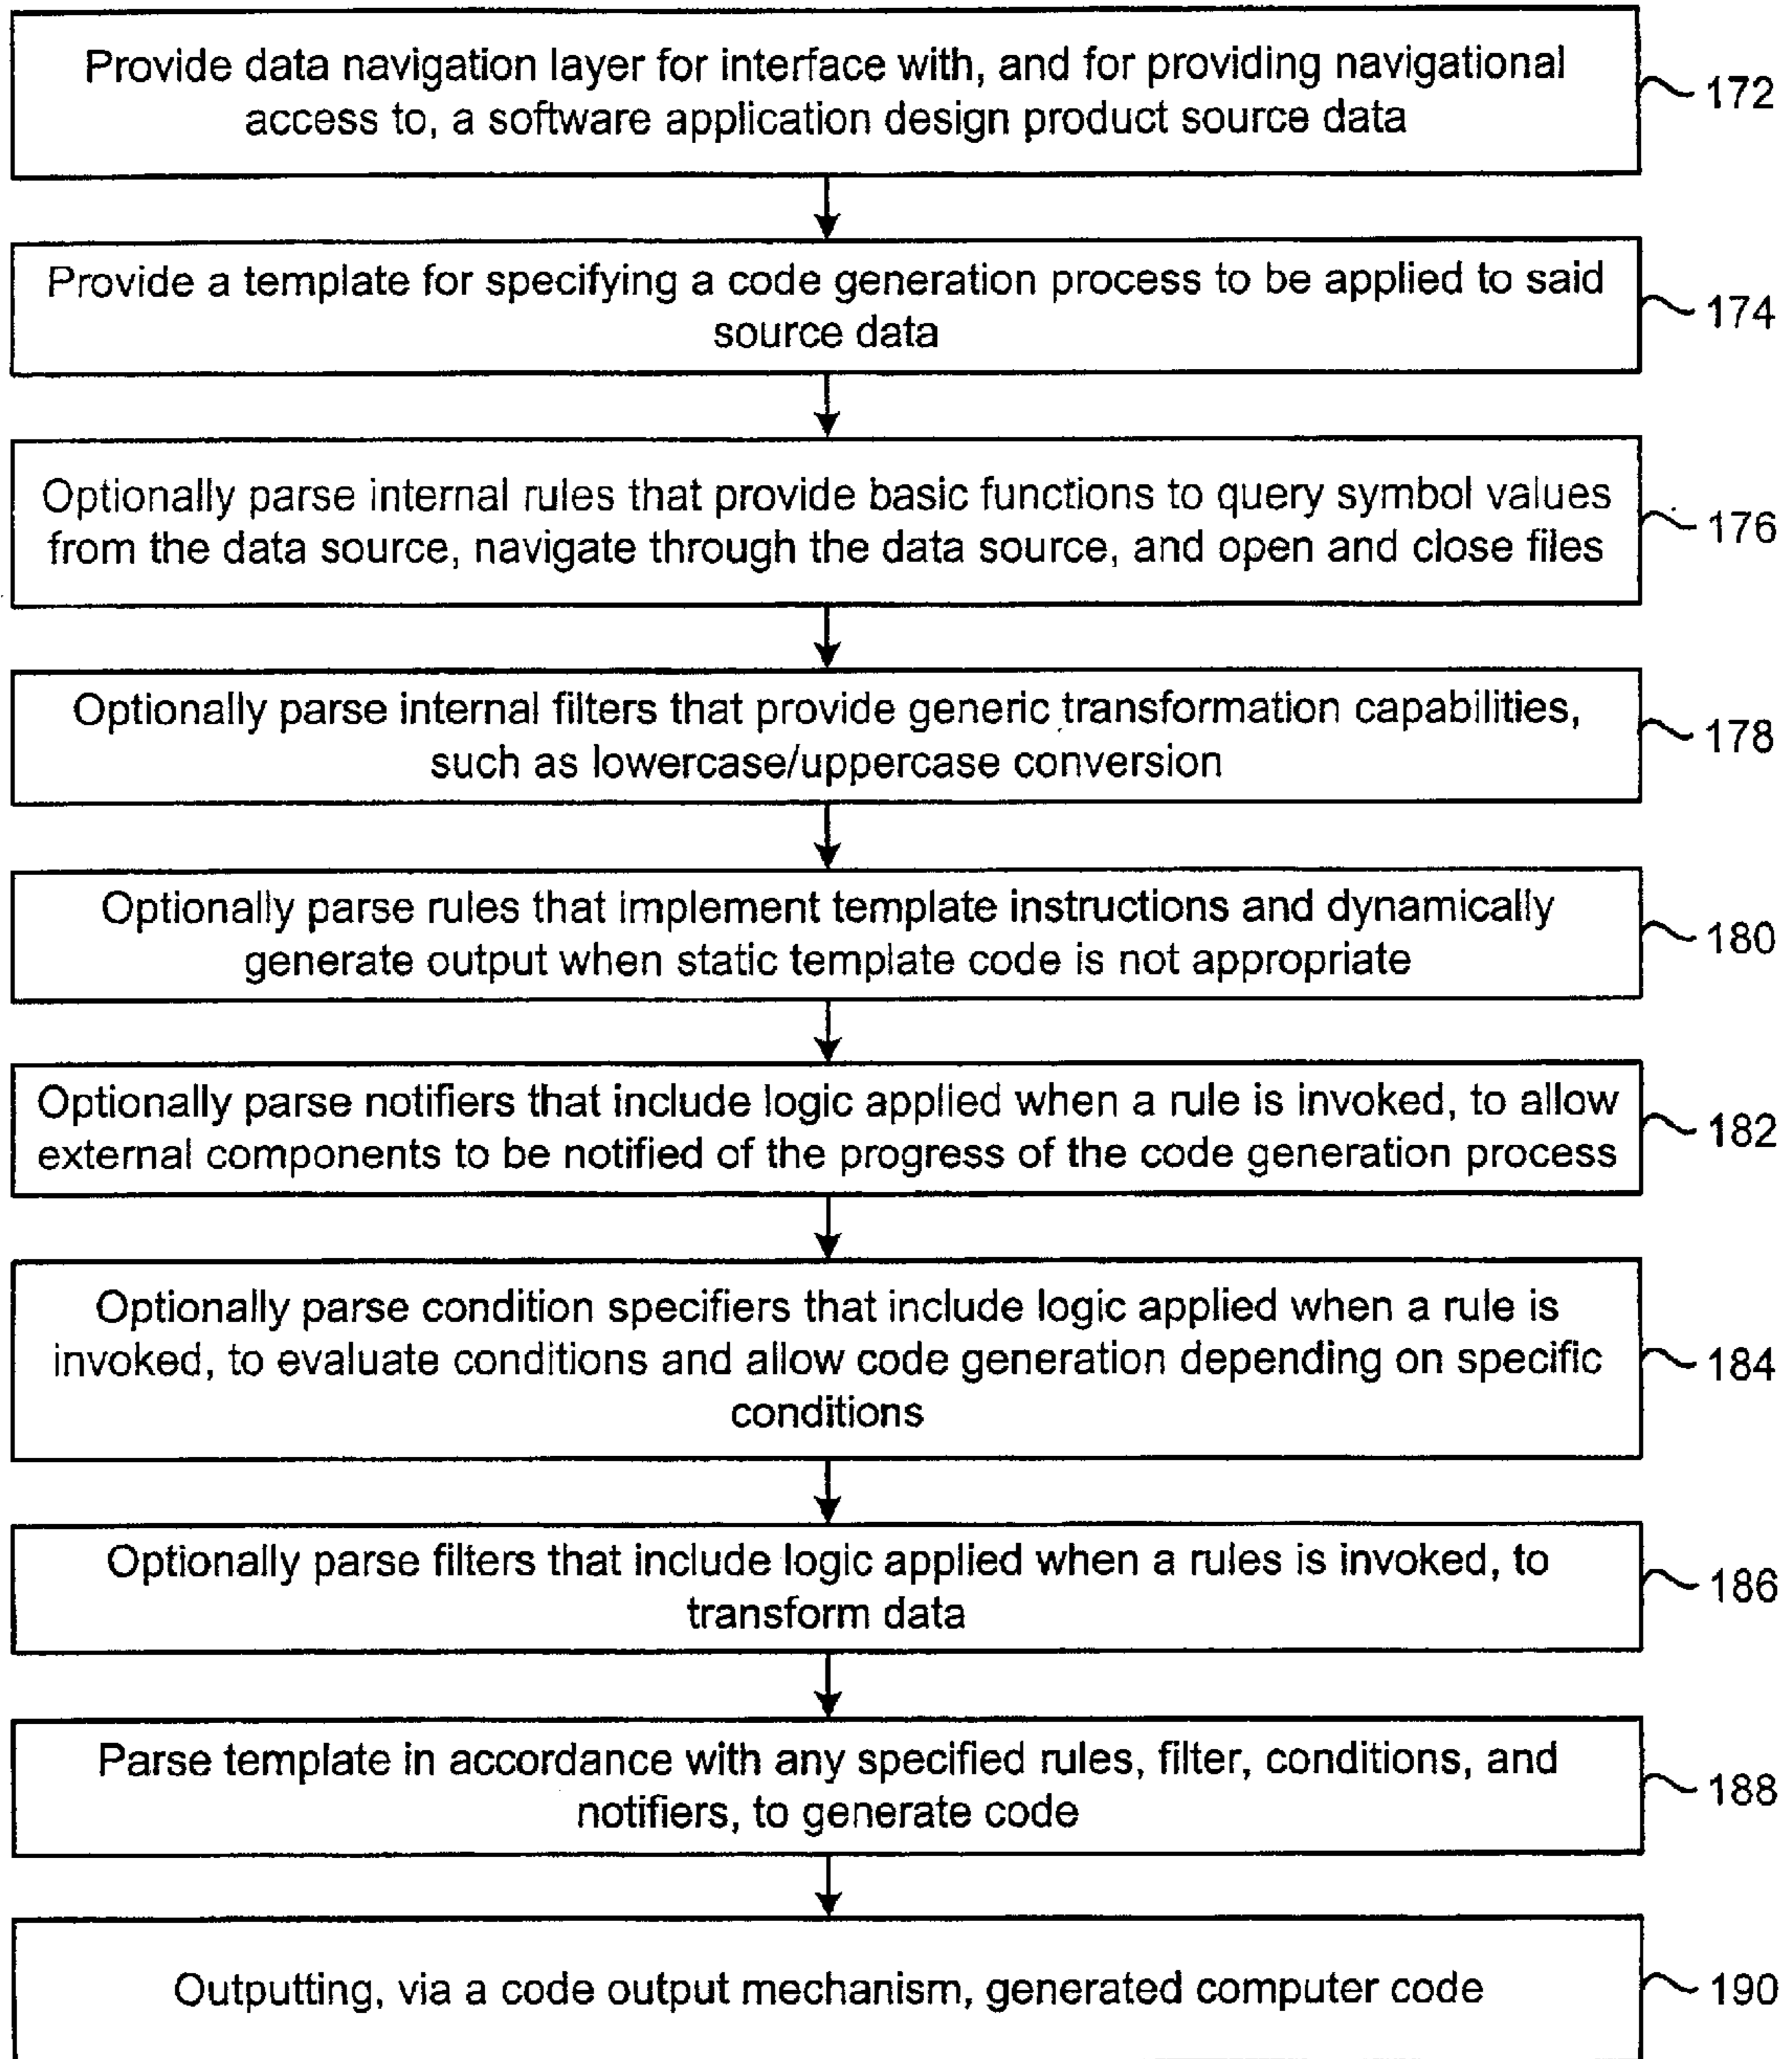 Provide data navigation layer for interface with, and for providing navigational
access to, a software application design product source data
172
Provide a template for specifying a code generation process to be applied to said
source data
174
Optionally parse internal rules that provide basic functions to query symbol values
from the data source, navigate through the data source, and open and close files
176
Optionally parse internal filters that provide generic transformation capabilities,
such as lowercase/uppercase conversion
178
Optionally parse rules that implement template instructions and dynamically
generate output when static template code is not appropriate
180
Optionally parse notifiers that include logic applied when a rule is invoked, to allow
external components to be notified of the progress of the code generation process
182
Optionally parse condition specifiers that include logic applied when a rule is
invoked, to evaluate conditions and allow code generation depending on specific
conditions
184
Optionally parse filters that include logic applied when a rules is invoked, to
transform data
186
Parse template in accordance with any specified rules, filter, conditions, and
notifiers, to generate code
188
Outputting, via a code output mechanism, generated computer code
190